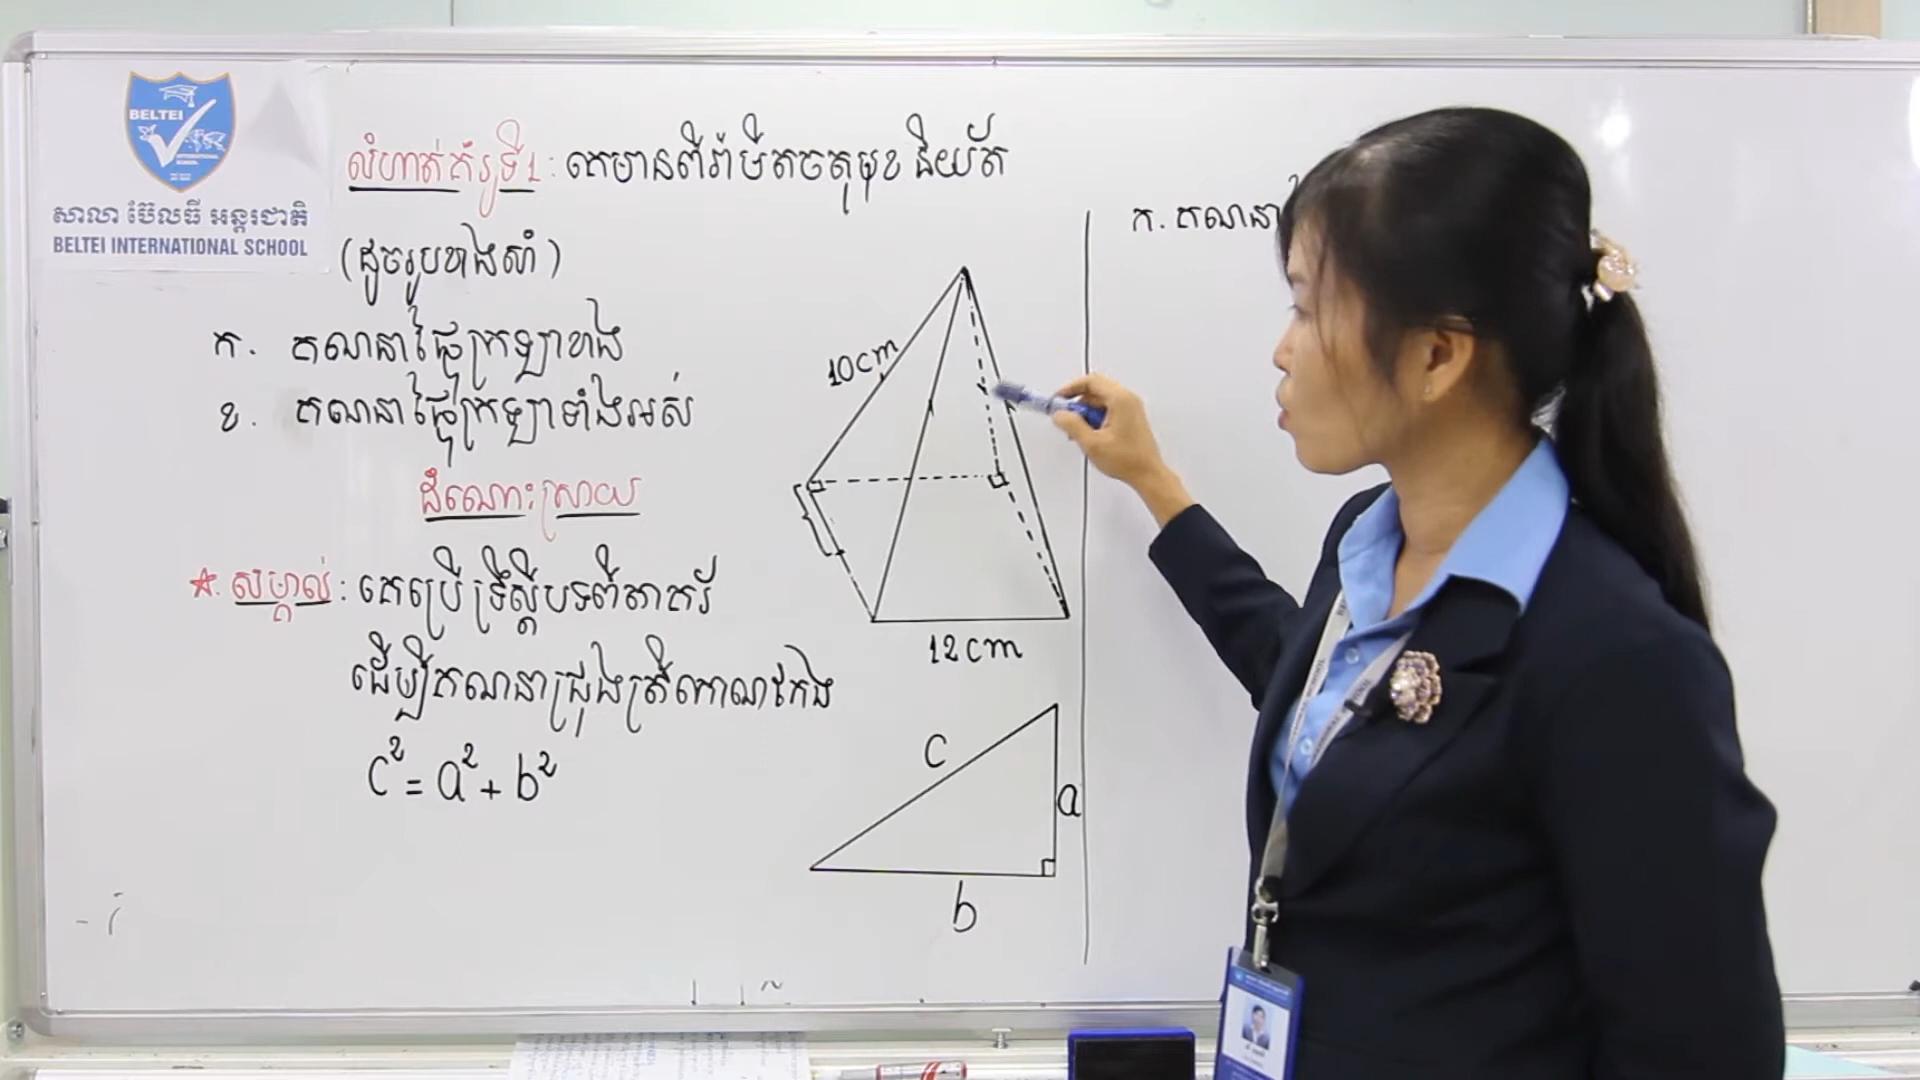 BELTEI
INTERNATIONAL
SCHOOL
សាលា ប៊ែលធី អន្តរជាតិ
BELTEI INTERNATIONAL SCHOOL
លំហាត់គំរូទី1 : គេមានពីរ៉ាមីតចតុមុខ និយ័ត
(ដូចរូបខាងស្តាំ)
ក. គណនាផ្ទៃក្រឡាខាង
ខ. គណនាផ្ទៃក្រឡាទាំងអស់
ដំណោះស្រាយ
សម្គាល់ : គេប្រើ ទ្រឹស្តីបទពីតាគ័រ
ដើម្បីគណនាជ្រុងត្រីកោណកែង
c² = a² + b²
10cm
12cm
c
a
b
ក. គណនា